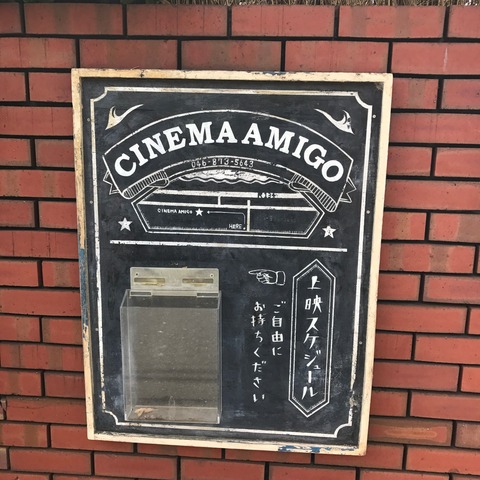 CINEMA AMIGO
046-873-5643
R134
CINEMA AMIGO ★
HERE
上映スケジュール
ご自由に
お持ちください